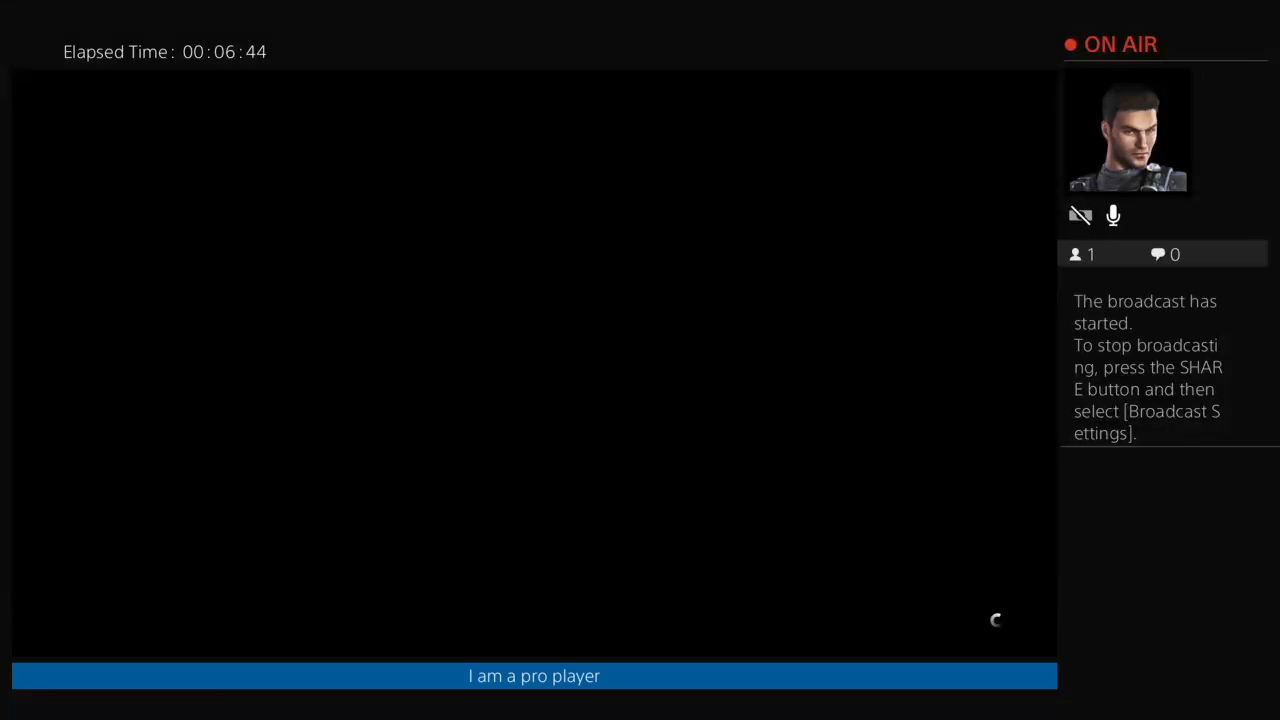 Elapsed Time: 00:06:44
ON AIR
1 0
The broadcast has
started.
To stop broadcasti
ng, press the SHAR
E button and then
select [Broadcast S
ettings].
I am a pro player